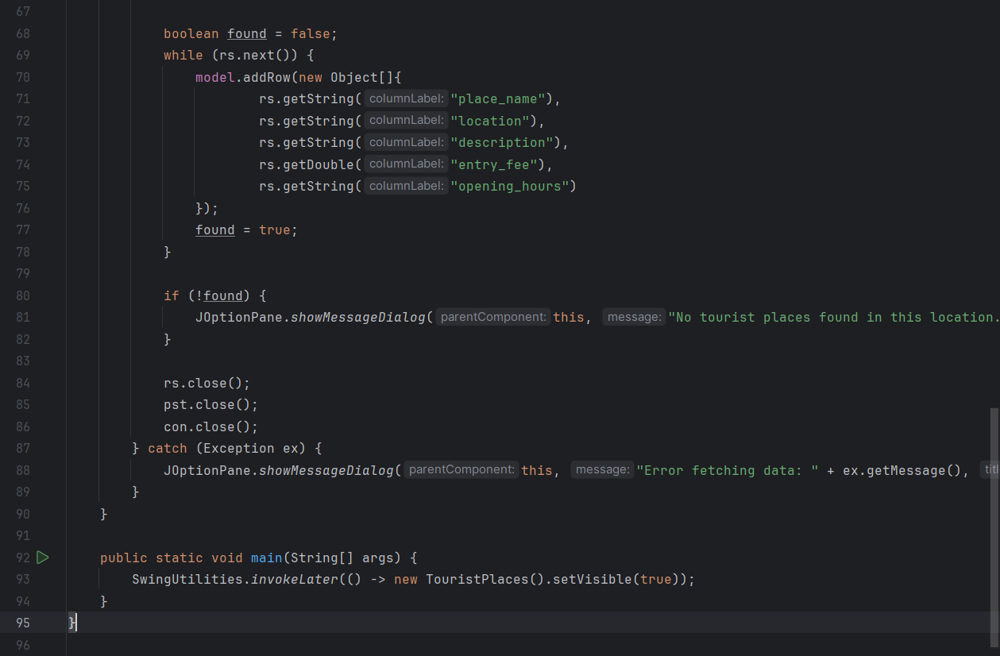 67
68 boolean found = false;
69 while (rs.next()) {
70 model.addRow(new Object[]{
71 rs.getString( columnLabel: "place_name"),
72 rs.getString( columnLabel: "location"),
73 rs.getString( columnLabel: "description"),
74 rs.getDouble( columnLabel: "entry_fee"),
75 rs.getString( columnLabel: "opening_hours")
76 });
77 found = true;
78 }
79
80 if (!found) {
81 JOptionPane.showMessageDialog( parentComponent: this, message: "No tourist places found in this location.
82 }
83
84 rs.close();
85 pst.close();
86 con.close();
87 } catch (Exception ex) {
88 JOptionPane.showMessageDialog( parentComponent: this, message: "Error fetching data: " + ex.getMessage(),
89 }
90 }
91
92 public static void main(String[] args) {
93 SwingUtilities.invokeLater(() -> new TouristPlaces().setVisible(true));
94 }
95 }
96